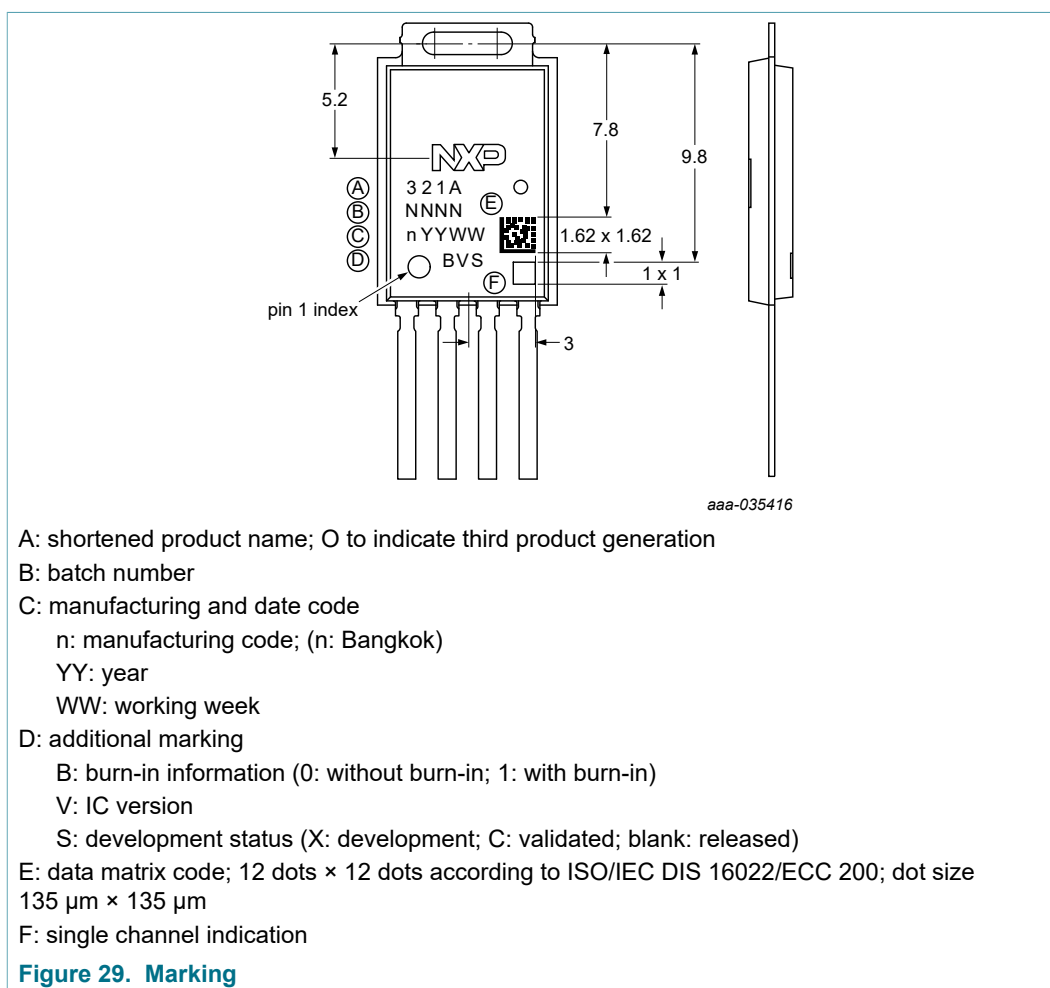 5.2
7.8
9.8
NXP
A
321A
B
NNNN
E
C
nYYWW
1.62 x 1.62
D
BVS
F
1 x 1
pin 1 index
3
aaa-035416
A: shortened product name; O to indicate third product generation
B: batch number
C: manufacturing and date code
n: manufacturing code; (n: Bangkok)
YY: year
WW: working week
D: additional marking
B: burn-in information (0: without burn-in; 1: with burn-in)
V: IC version
S: development status (X: development; C: validated; blank: released)
E: data matrix code; 12 dots × 12 dots according to ISO/IEC DIS 16022/ECC 200; dot size
135 µm × 135 µm
F: single channel indication
Figure 29. Marking